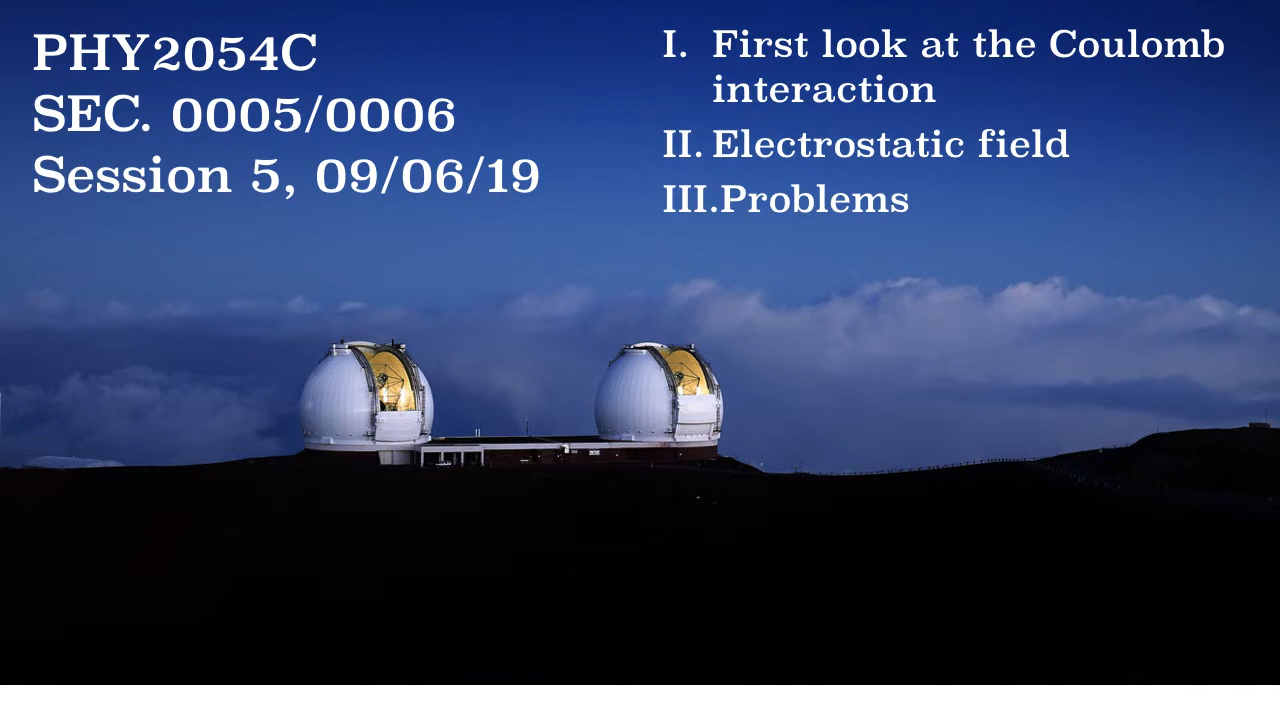 PHY2054C
SEC. 0005/0006
Session 5, 09/06/19
I. First look at the Coulomb
interaction
II. Electrostatic field
III.Problems